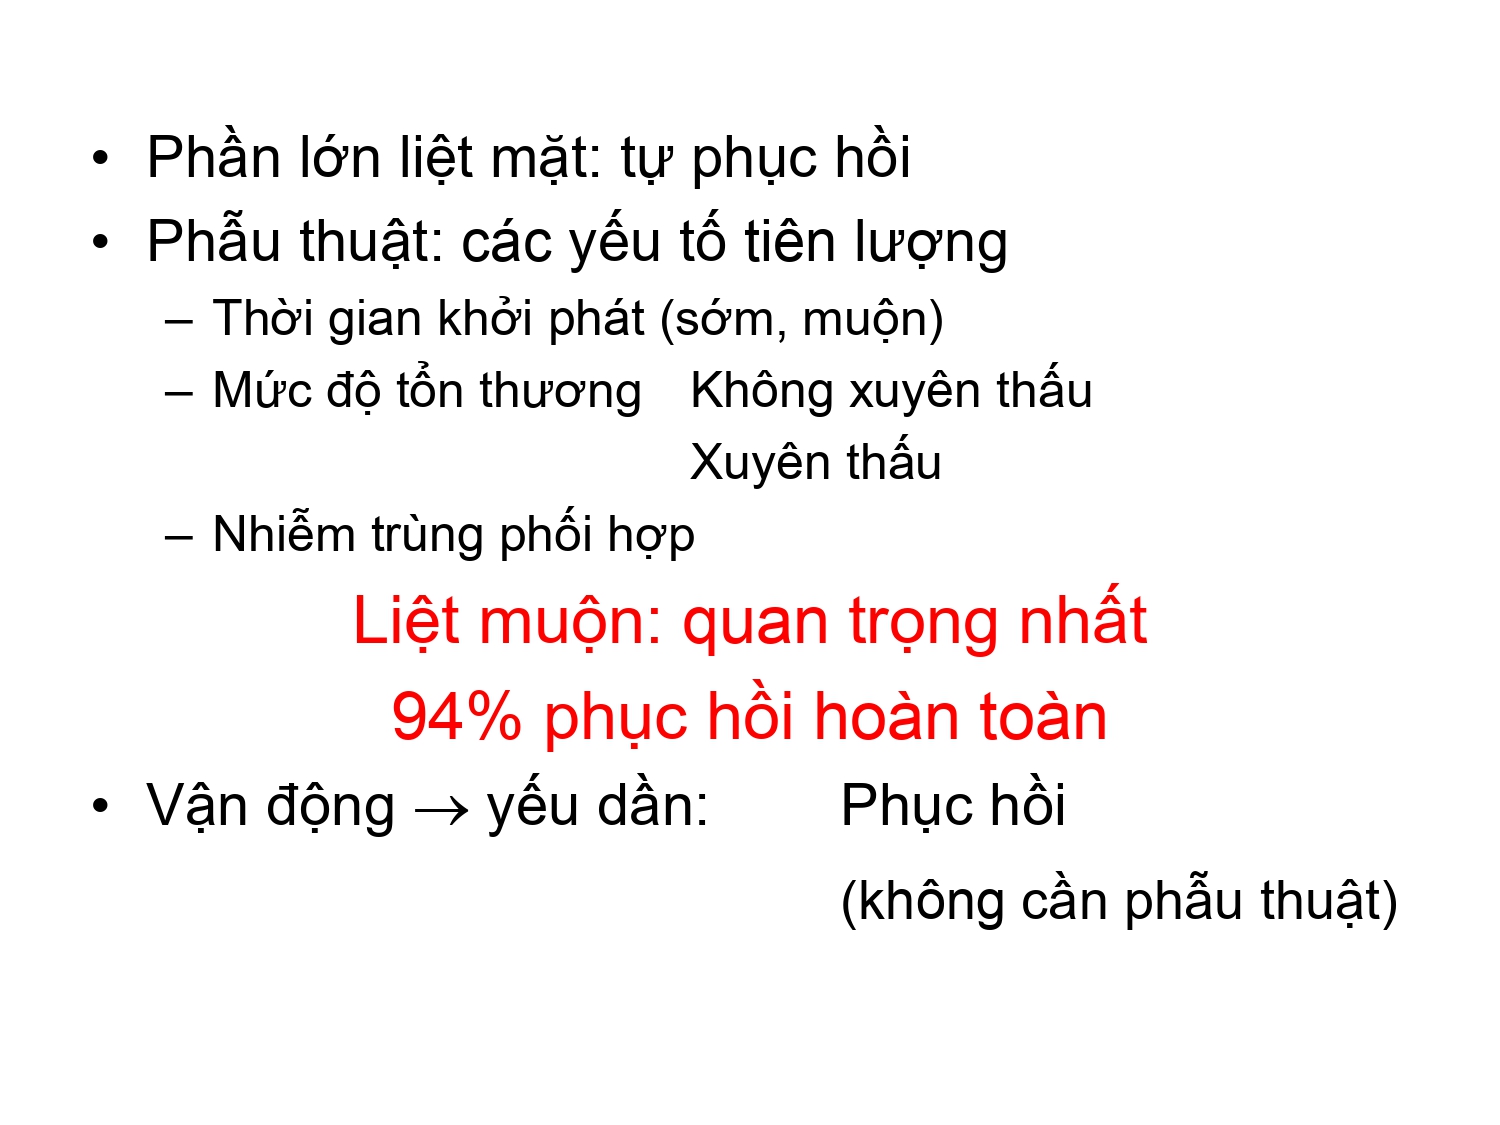 • Phần lớn liệt mặt: tự phục hồi
• Phẫu thuật: các yếu tố tiên lượng
– Thời gian khởi phát (sớm, muộn)
– Mức độ tổn thương Không xuyên thấu
Xuyên thấu
– Nhiễm trùng phối hợp
Liệt muộn: quan trọng nhất
94% phục hồi hoàn toàn
• Vận động → yếu dần: Phục hồi
(không cần phẫu thuật)